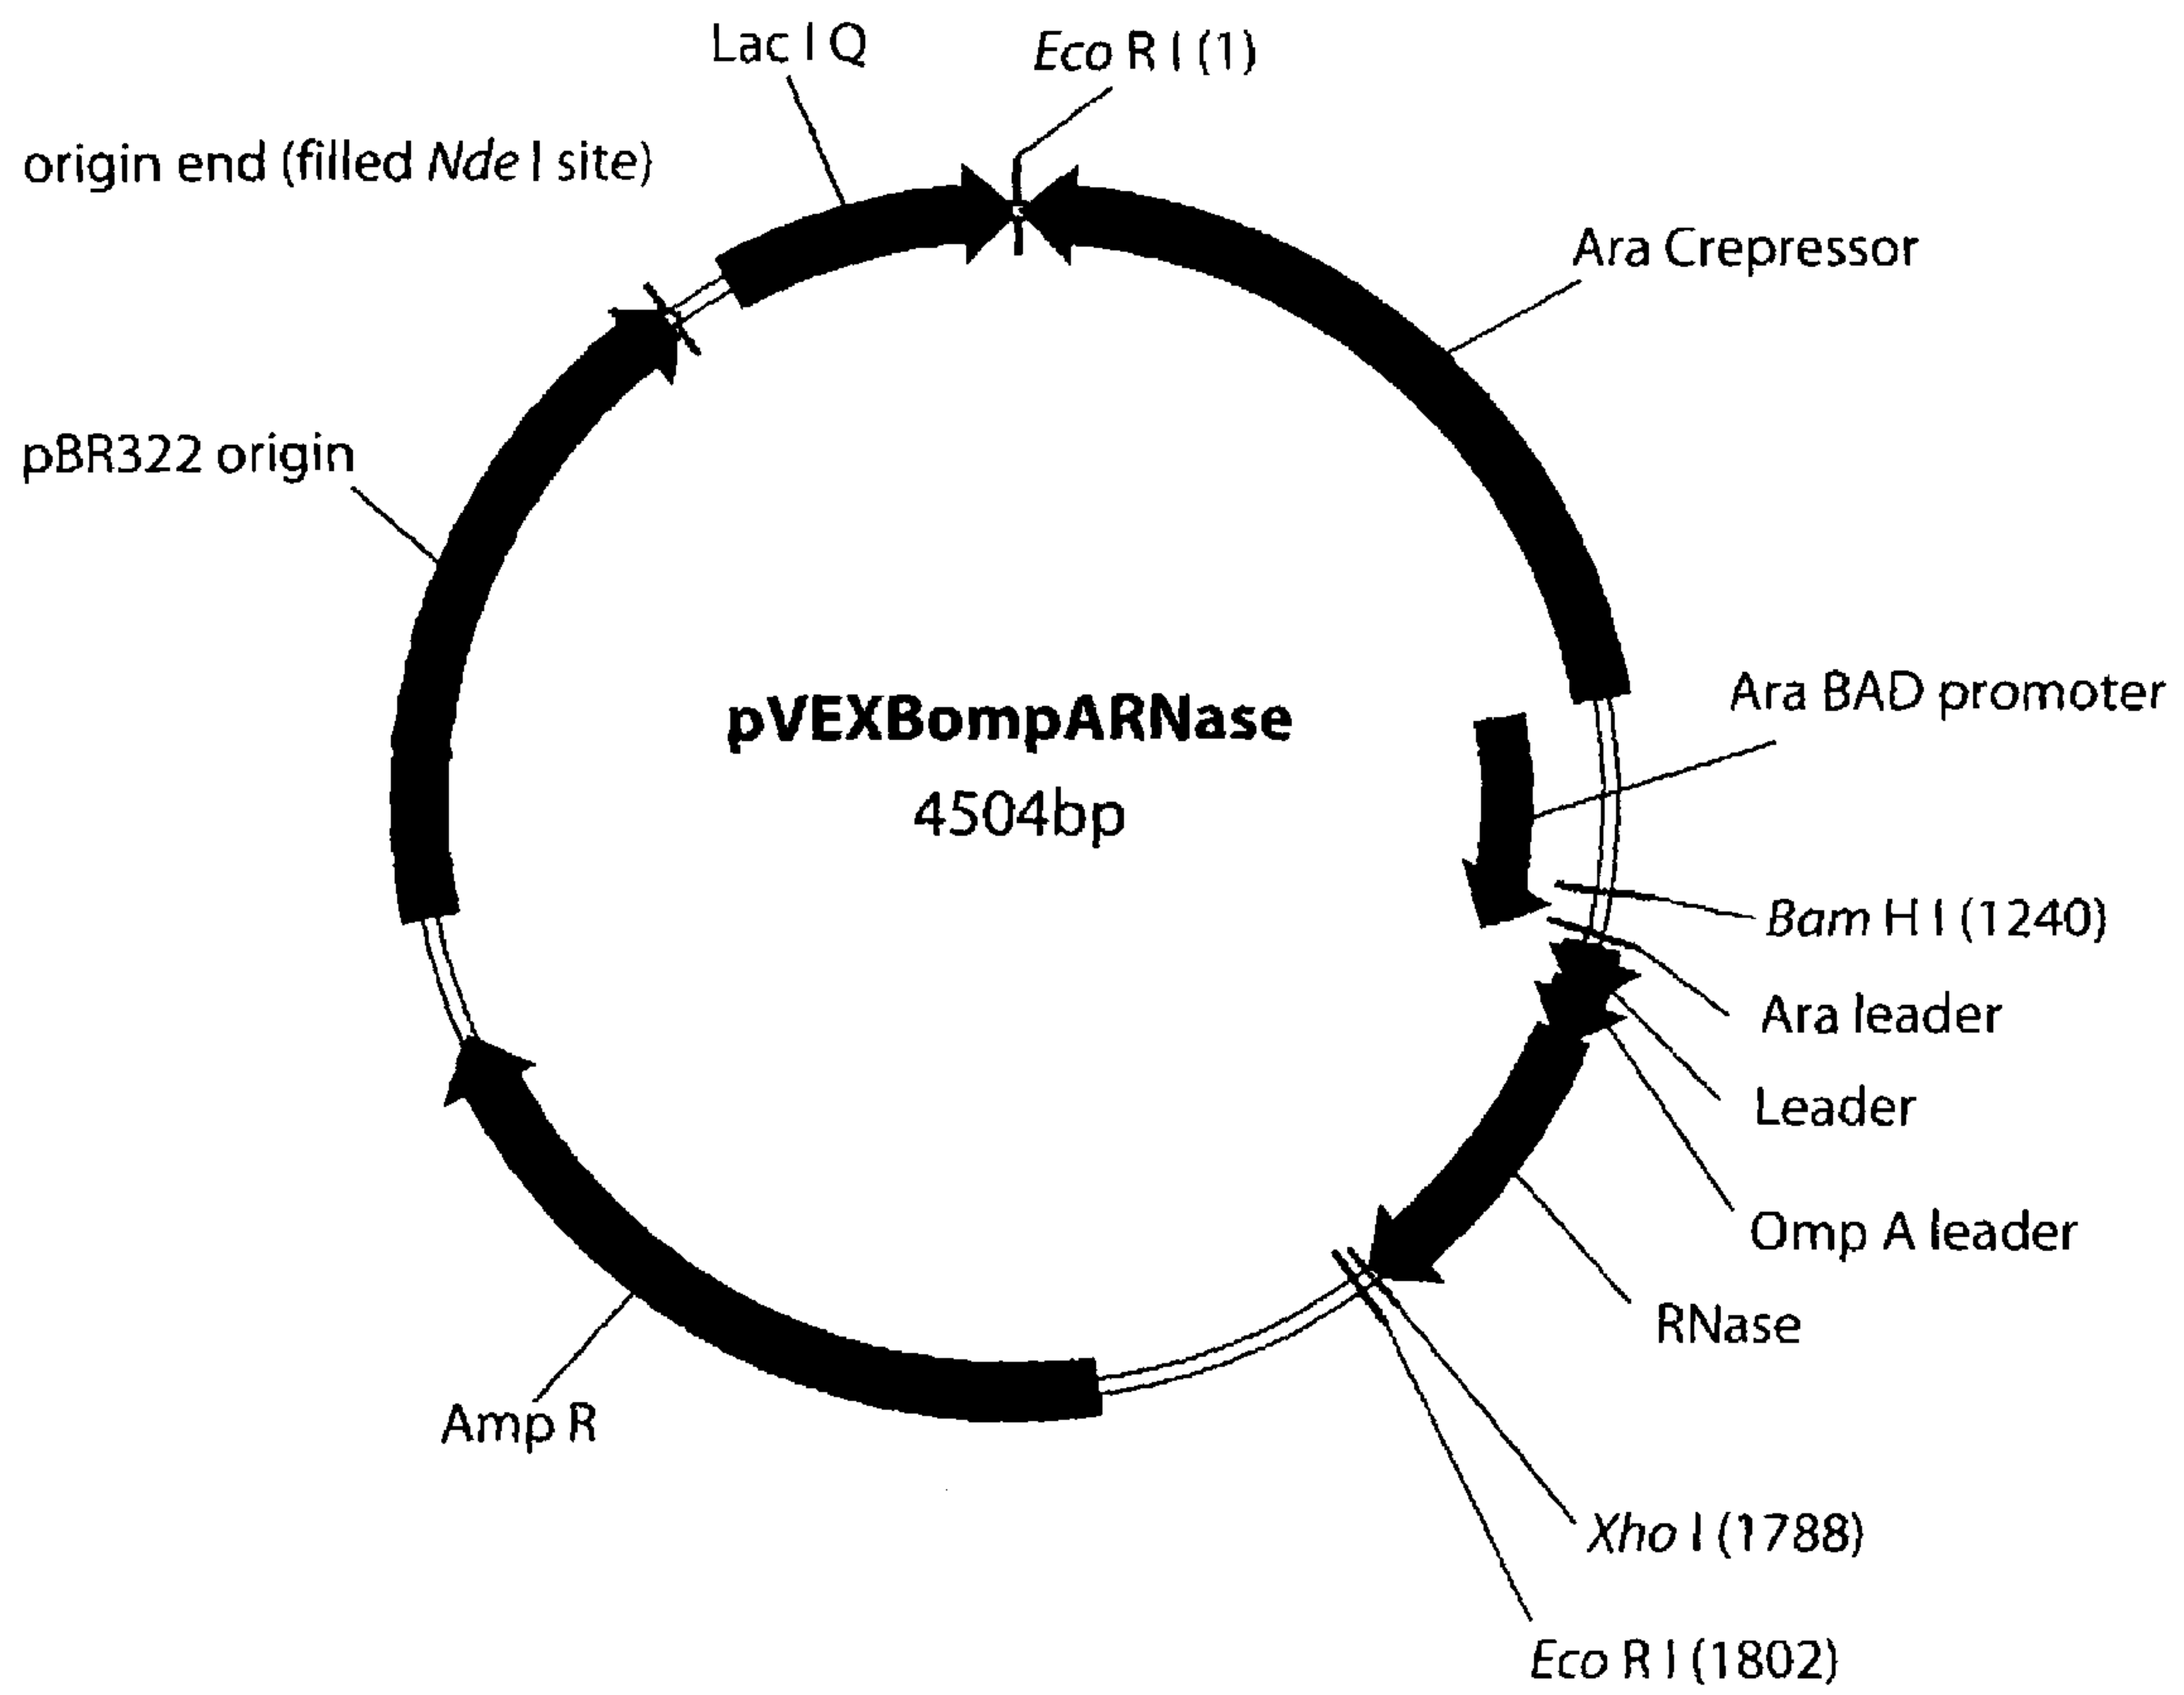 Lac I Q
Eco R I (1)
origin end (filled Nde I site)
Ara Crepressor
pBR322 origin
Ara BAD promoter
pVEXBompARNase
4504bp
Bam H I (1240)
Ara leader
Leader
Omp A leader
RNase
Amp R
Xho I (1788)
Eco R I (1802)